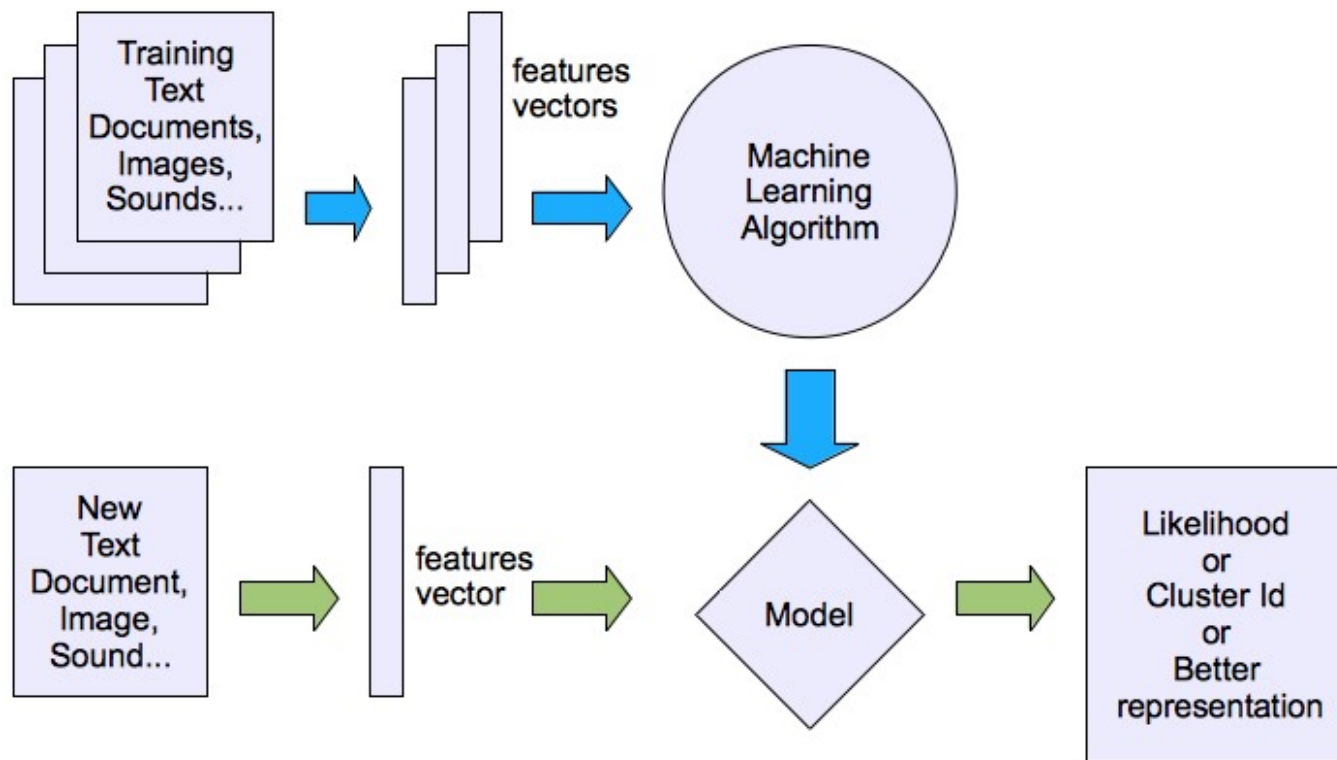 Training
Text
Documents,
Images,
Sounds...
features
vectors
Machine
Learning
Algorithm
New
Text
Document,
Image,
Sound...
features
vector
Model
Likelihood
or
Cluster Id
or
Better
representation